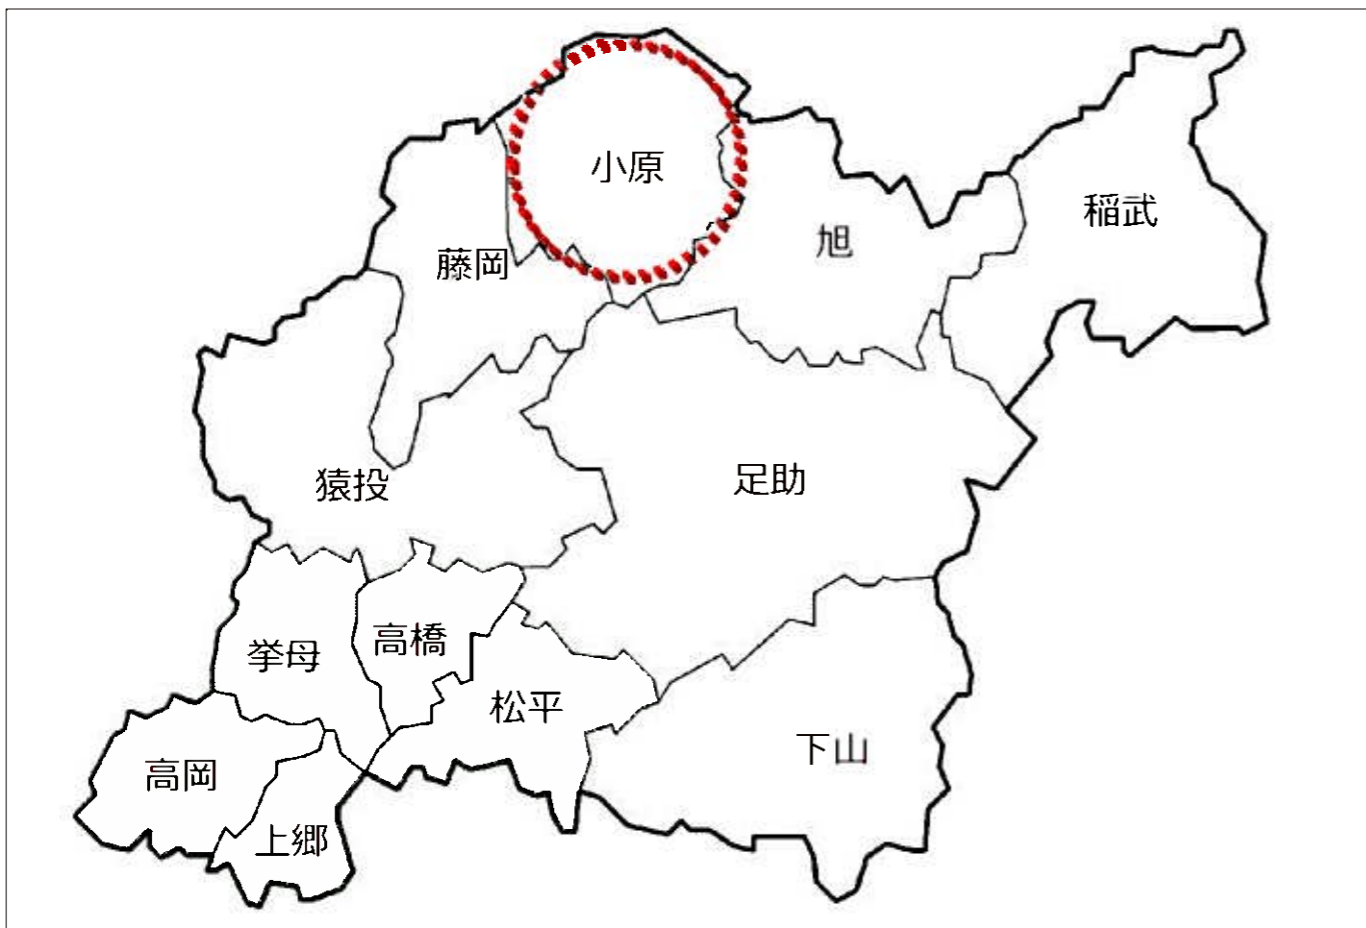 小原
稲武
旭
藤岡
足助
猿投
高橋
挙母
松平
下山
高岡
上郷